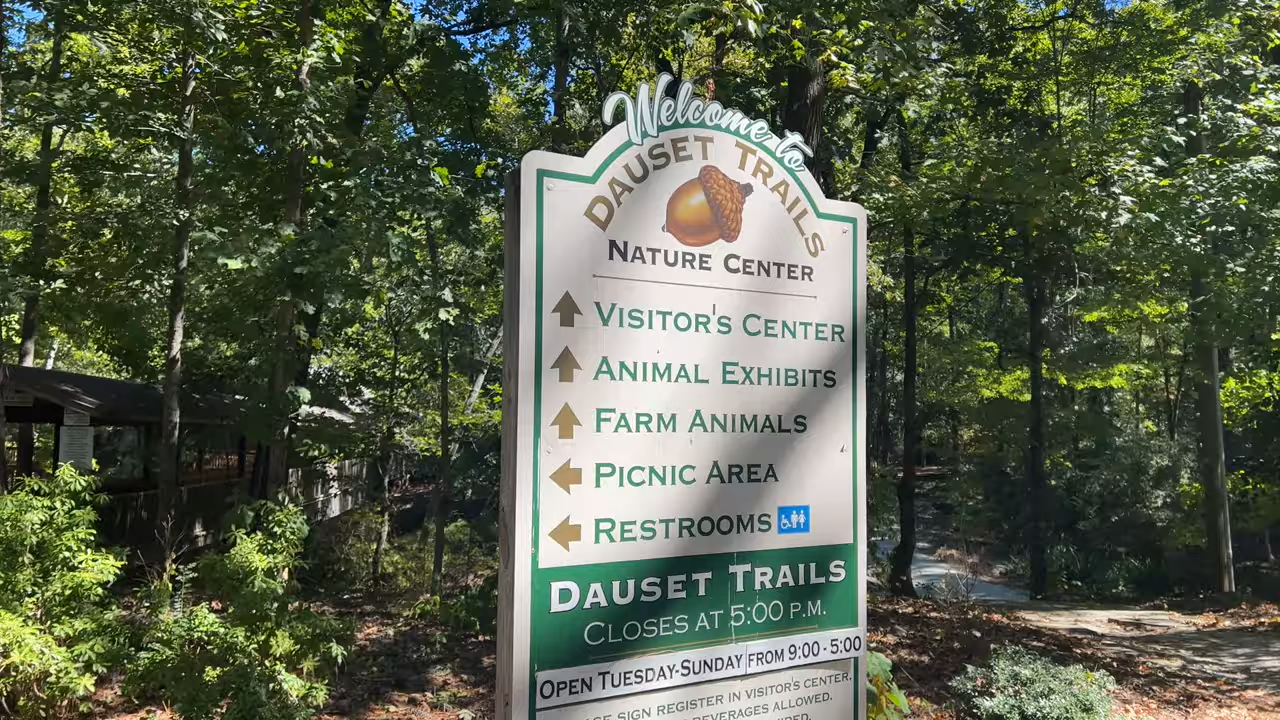 Welcome to
DAUSET TRAILS
NATURE CENTER
VISITOR'S CENTER
ANIMAL EXHIBITS
FARM ANIMALS
PICNIC AREA
RESTROOMS
DAUSET TRAILS
CLOSES AT 5:00 P.M.
OPEN TUESDAY-SUNDAY FROM 9:00 - 5:00
SIGN REGISTER IN VISITOR'S CENTER.
BEVERAGES ALLOWED.